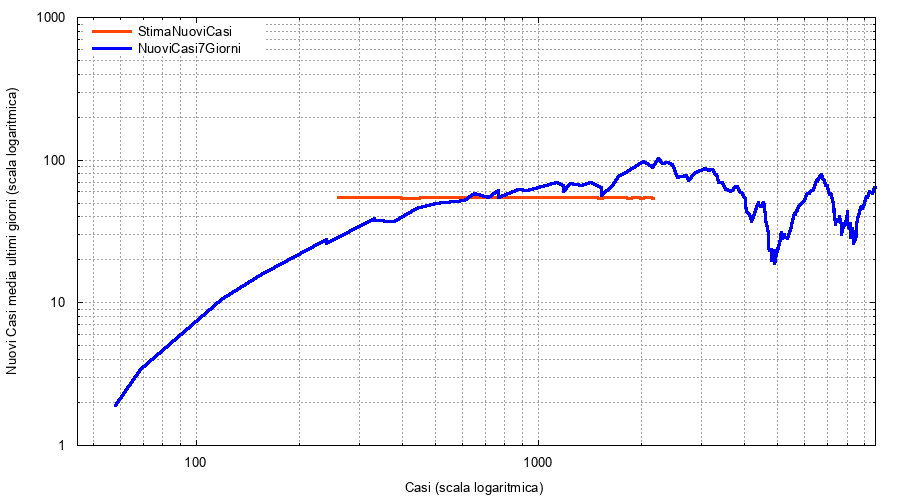 1000
StimaNuoviCasi
NuoviCasi7Giorni
100
10
1
Nuovi Casi media ultimi giorni (scala logaritmica)
100
1000
Casi (scala logaritmica)